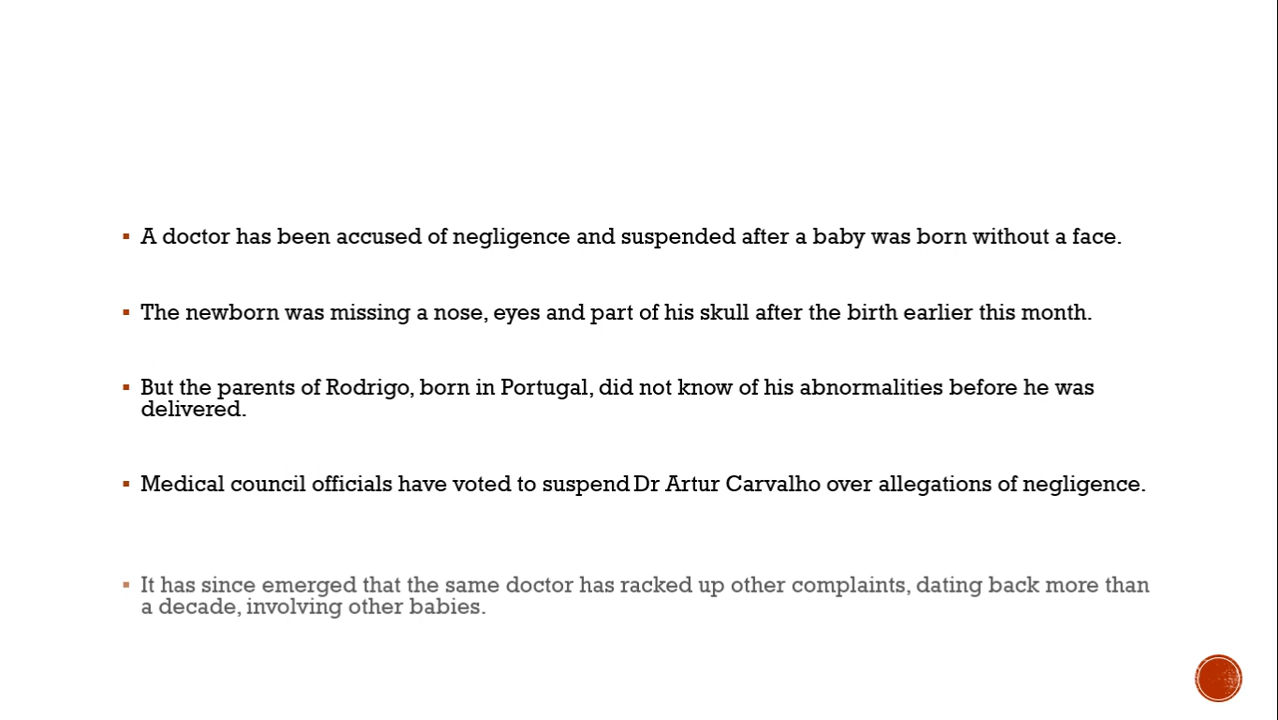 A doctor has been accused of negligence and suspended after a baby was born without a face.
The newborn was missing a nose, eyes and part of his skull after the birth earlier this month.
But the parents of Rodrigo, born in Portugal, did not know of his abnormalities before he was
delivered.
Medical council officials have voted to suspend Dr Artur Carvalho over allegations of negligence.
It has since emerged that the same doctor has racked up other complaints, dating back more than
a decade, involving other babies.